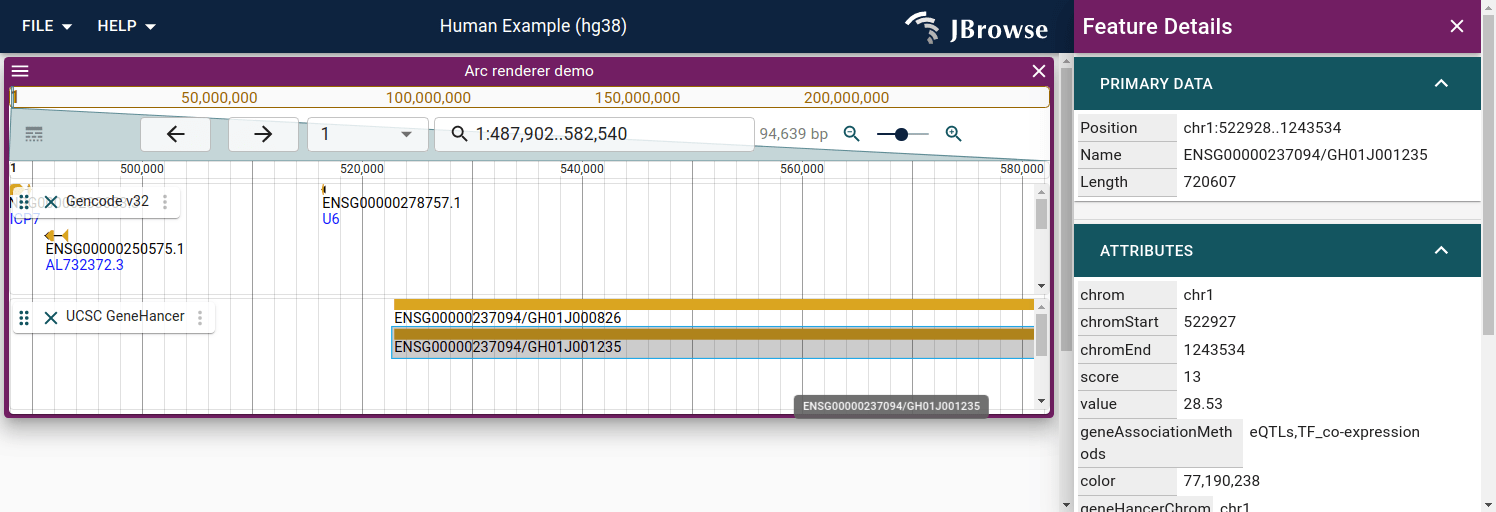 FILE HELP Human Example (hg38) JBrowse
Arc renderer demo
1 50,000,000 100,000,000 150,000,000 200,000,000
1 1:487,902..582,540 94,639 bp
1 500,000 520,000 540,000 560,000 580,000
Gencode v32
ICP7
ENSG00000278757.1
U6
ENSG00000250575.1
AL732372.3
UCSC GeneHancer
ENSG00000237094/GH01J000826
ENSG00000237094/GH01J001235
ENSG00000237094/GH01J001235
Feature Details
PRIMARY DATA
Position chr1:522928..1243534
Name ENSG00000237094/GH01J001235
Length 720607
ATTRIBUTES
chrom chr1
chromStart 522927
chromEnd 1243534
score 13
value 28.53
geneAssociationMeth
ods eQTLs,TF_co-expression
color 77,190,238
geneHancerChrom chr1